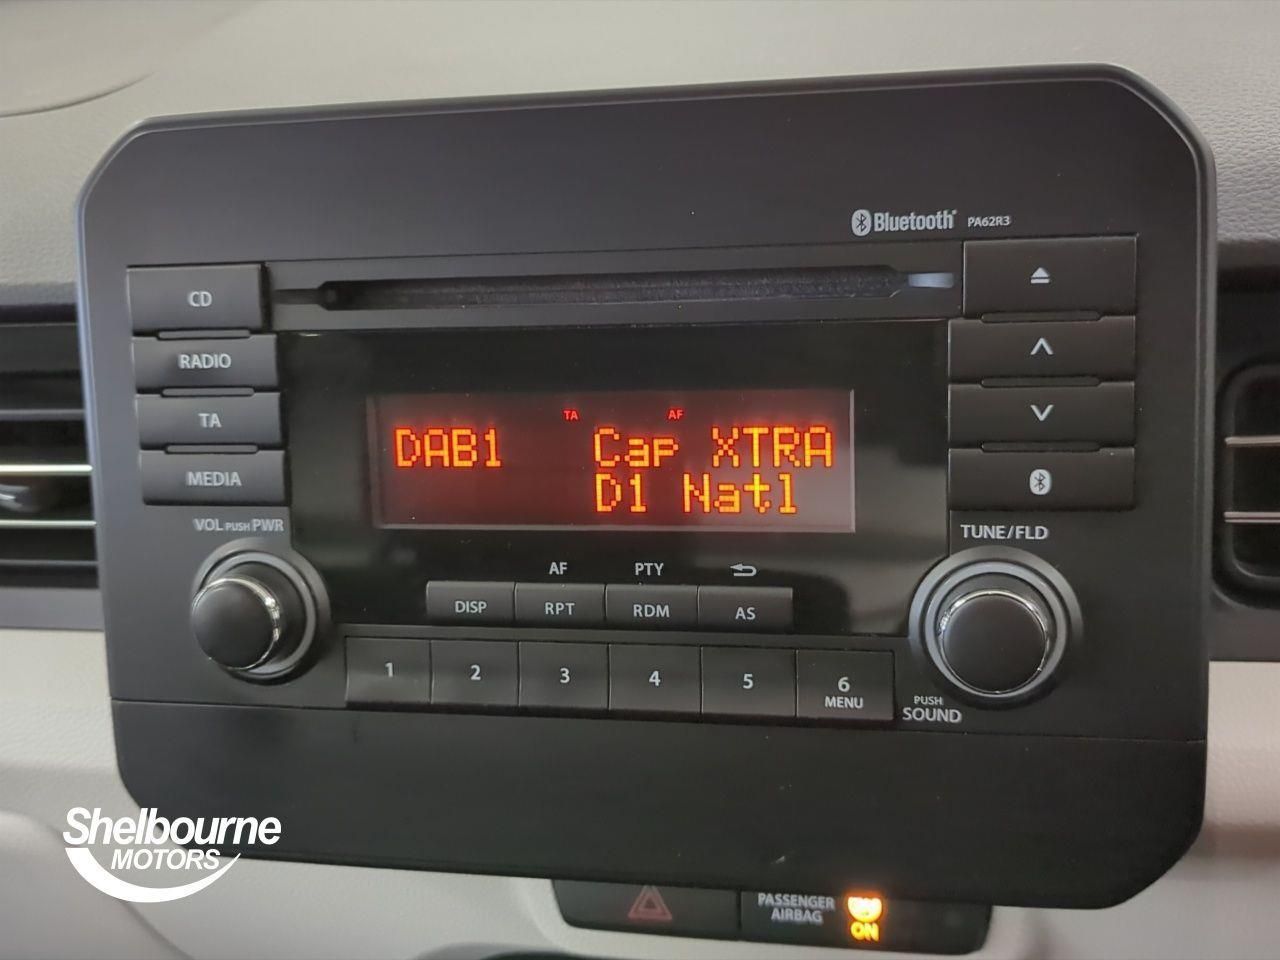 Bluetooth® PA62R3
CD
RADIO
TA
MEDIA
VOL PUSH PWR
TA AF
DAB1 Cap XTRA
D1 Natl
TUNE/FLD
AF PTY
DISP RPT RDM AS
1 2 3 4 5 6
MENU
PUSH
SOUND
Shelbourne
MOTORS
PASSENGER
AIRBAG
ON